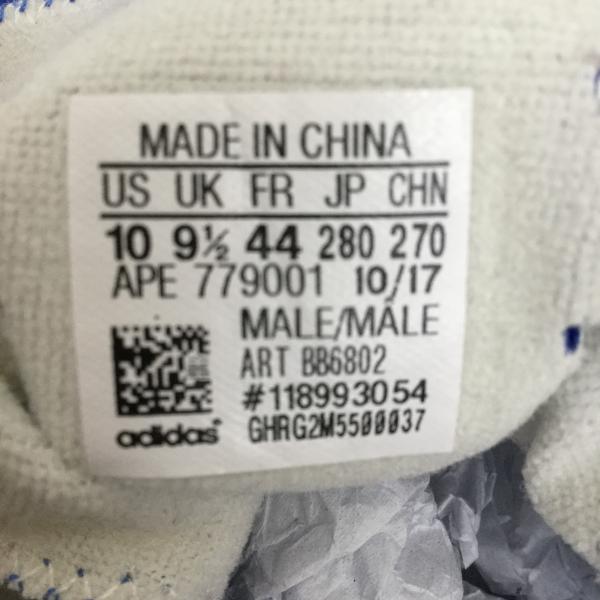 MADE IN CHINA
US UK FR JP CHN
10 9½ 44 280 270
APE 779001 10/17
MALE/MÂLE
ART BB6802
#118993054
GHRG2M5500037
adidas